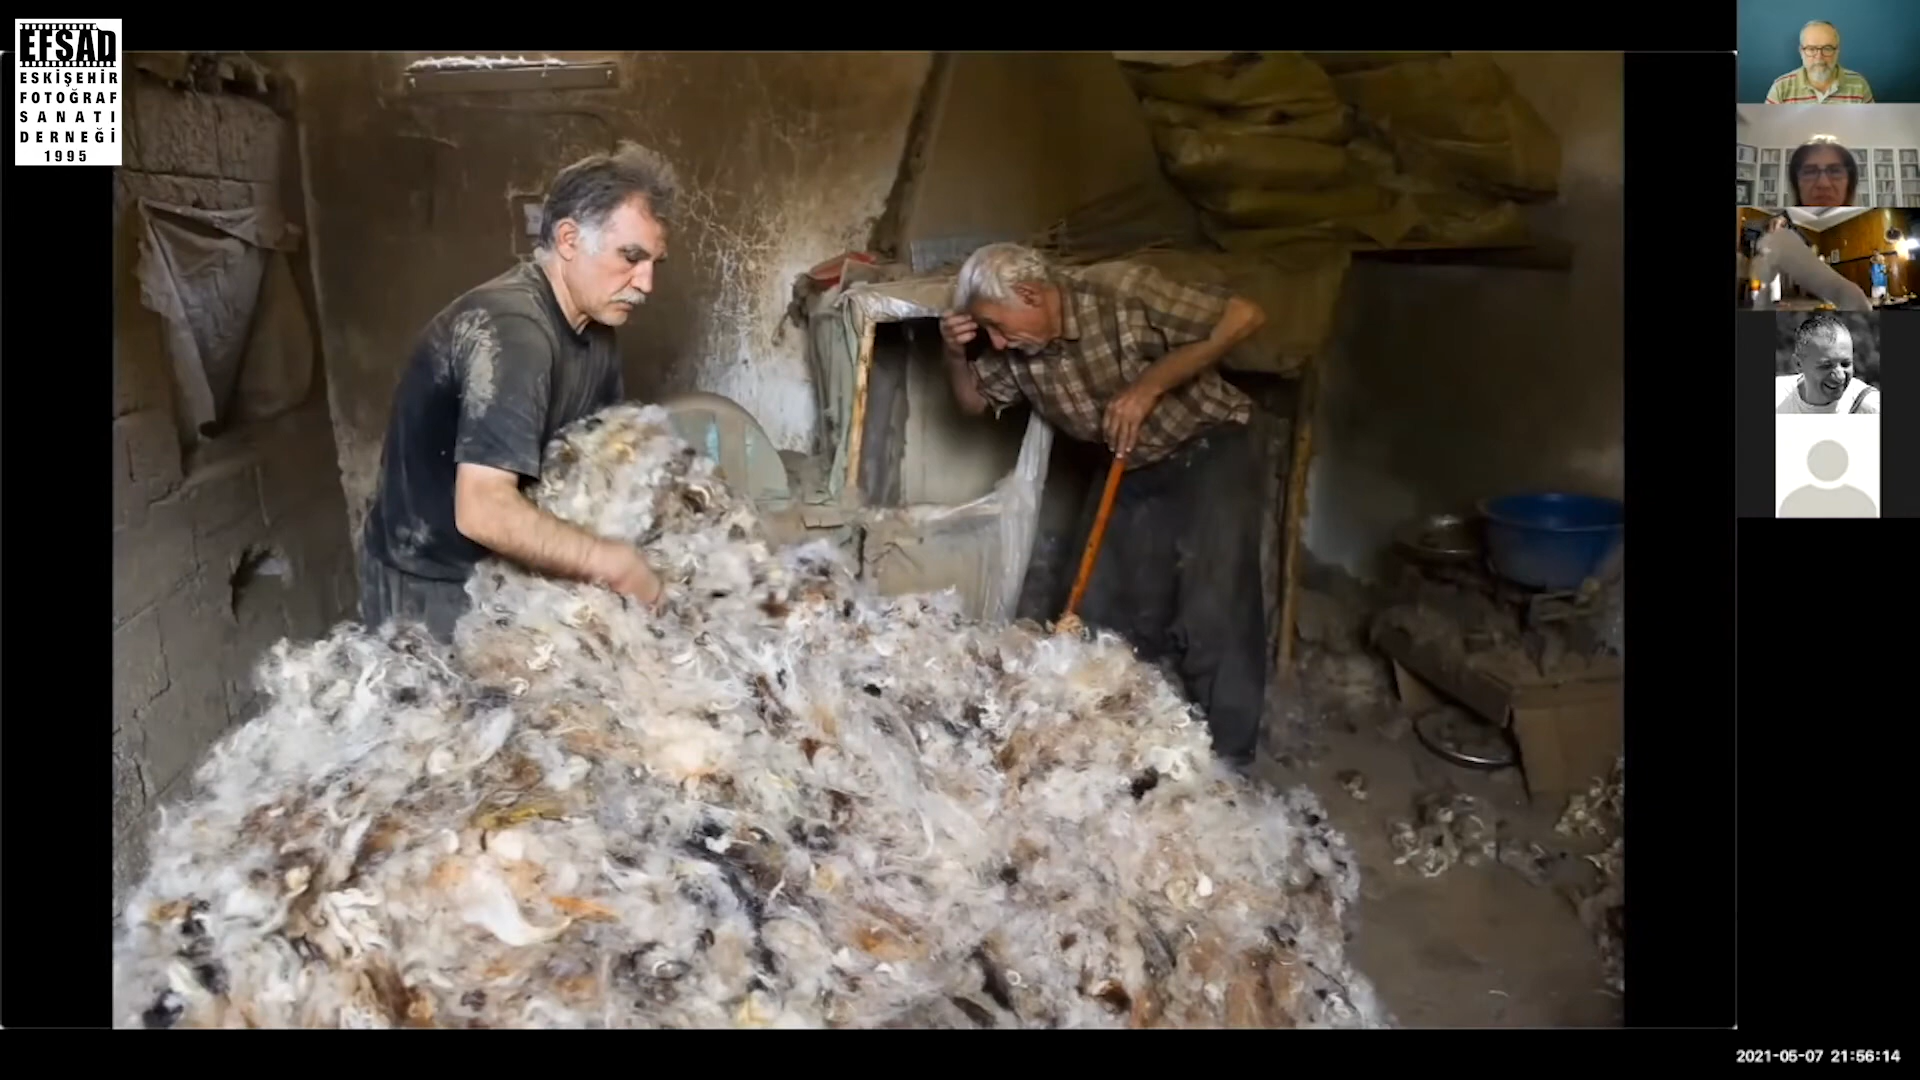 EFSAD
ESKİŞEHİR
FOTOĞRAF
SANATI
DERNEĞİ
1995
2021-05-07 21:56:14